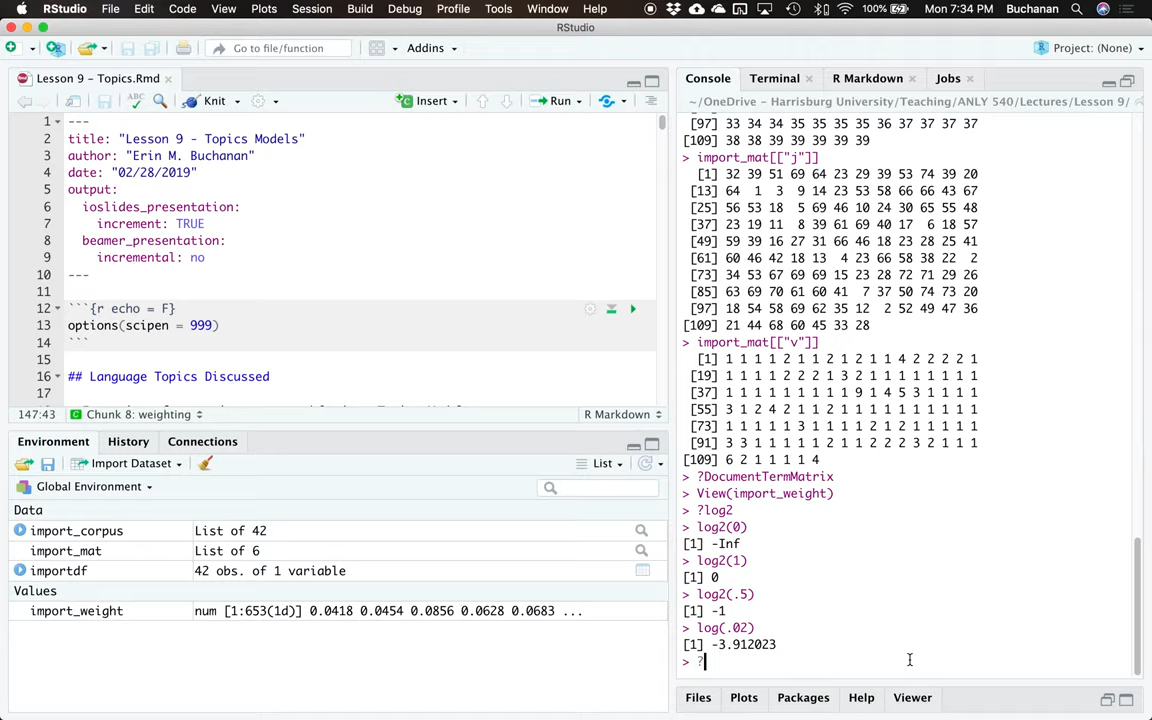 RStudio File Edit Code View Plots Session Build Debug Profile Tools Window Help 100% Mon 7:34 PM Buchanan
RStudio
Go to file/function Addins Project: (None)
Lesson 9 - Topics.Rmd
ABC Knit Insert Run
1 ---
2 title: "Lesson 9 - Topics Models"
3 author: "Erin M. Buchanan"
4 date: "02/28/2019"
5 output:
6 ioslides_presentation:
7 increment: TRUE
8 beamer_presentation:
9 incremental: no
10 ---
11
12 ```{r echo = F}
13 options(scipen = 999)
14 ```
15
16 ## Language Topics Discussed
17
147:43 Chunk 8: weighting R Markdown
Environment History Connections
Import Dataset List
Global Environment
Data
import_corpus List of 42
import_mat List of 6
importdf 42 obs. of 1 variable
Values
import_weight num [1:653(1d)] 0.0418 0.0454 0.0856 0.0628 0.0683 ...
Console Terminal R Markdown Jobs
~/OneDrive - Harrisburg University/Teaching/ANLY 540/Lectures/Lesson 9/
[97] 33 34 34 35 35 35 35 36 37 37 37 37
[109] 38 38 39 39 39 39 39
> import_mat[["j"]]
[1] 32 39 51 69 64 23 29 39 53 74 39 20
[13] 64 1 3 9 14 23 53 58 66 66 43 67
[25] 56 53 18 5 69 46 10 24 30 65 55 48
[37] 23 19 11 8 39 61 69 40 17 6 18 57
[49] 59 39 16 27 31 66 46 18 23 28 25 41
[61] 60 46 42 18 13 4 23 66 58 38 22 2
[73] 34 53 67 69 69 15 23 28 72 71 29 26
[85] 63 69 70 61 60 41 7 37 50 74 73 20
[97] 18 54 58 69 62 35 12 2 52 49 47 36
[109] 21 44 68 60 45 33 28
> import_mat[["v"]]
[1] 1 1 1 1 2 1 1 2 1 2 1 1 4 2 2 2 2 1
[19] 1 1 1 1 2 2 2 1 3 2 1 1 1 1 1 1 1 1
[37] 1 1 1 1 1 1 1 1 9 1 4 5 3 1 1 1 1
[55] 3 1 2 4 2 1 1 2 1 1 1 1 1 1 1 1 1 1
[73] 1 1 1 1 1 3 1 1 1 1 2 1 2 1 1 1 1 1
[91] 3 3 1 1 1 1 1 2 1 1 2 2 2 3 2 1 1 1
[109] 6 2 1 1 1 1 4
> ?DocumentTermMatrix
> View(import_weight)
> ?log2
> log2(0)
[1] -Inf
> log2(1)
[1] 0
> log2(.5)
[1] -1
> log(.02)
[1] -3.912023
> ?
Files Plots Packages Help Viewer